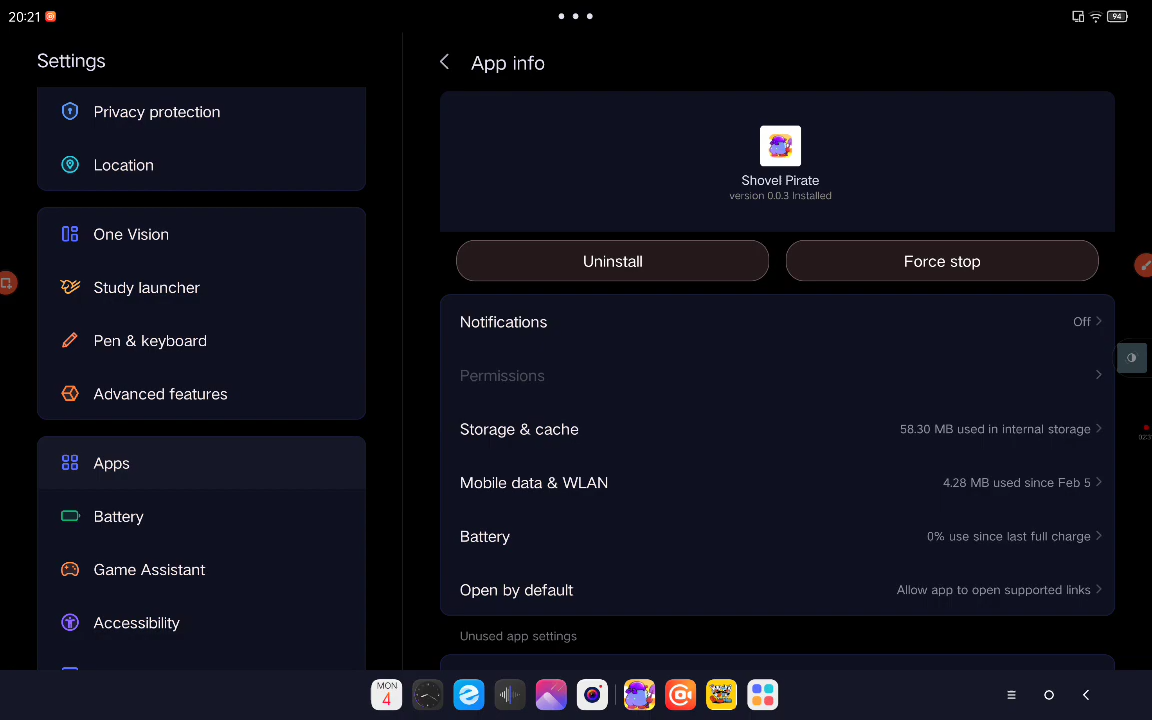 20:21
94
Settings
Privacy protection
Location
One Vision
Study launcher
Pen & keyboard
Advanced features
Apps
Battery
Game Assistant
Accessibility
App info
Shovel Pirate
version 0.0.3 Installed
Uninstall
Force stop
Notifications
Off
Permissions
Storage & cache
58.30 MB used in internal storage
Mobile data & WLAN
4.28 MB used since Feb 5
Battery
0% use since last full charge
Open by default
Allow app to open supported links
Unused app settings
MON
4